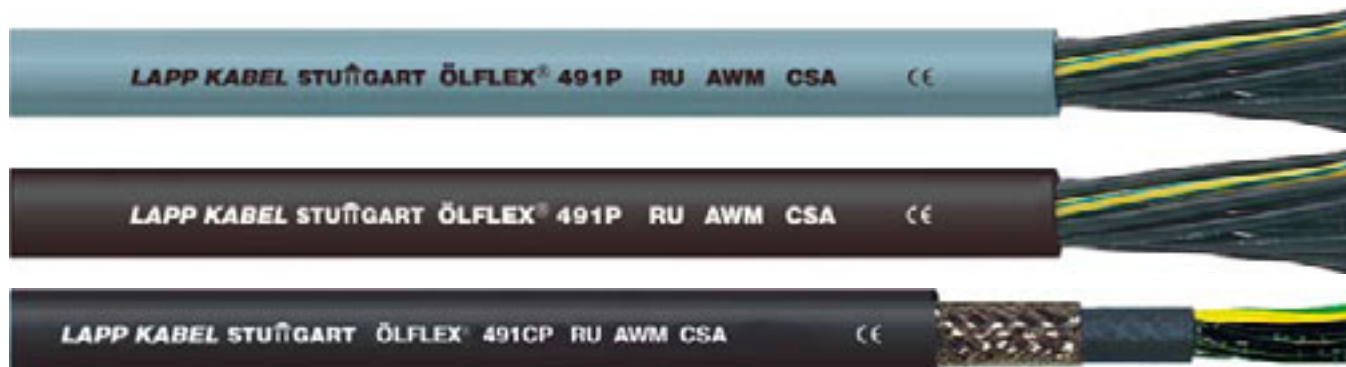 LAPP KABEL STUTTGART ÖLFLEX® 491P RU AWM CSA CE
LAPP KABEL STUTTGART ÖLFLEX® 491P RU AWM CSA CE
LAPP KABEL STUTTGART ÖLFLEX® 491CP RU AWM CSA CE